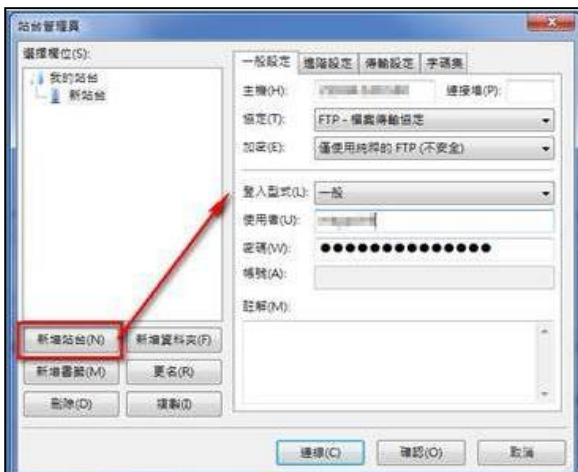 站台管理員
選擇欄位(S):
我的站台
新站台
新增站台(N)
新增資料夾(F)
新增書籤(M)
更名(R)
刪除(D)
複製(I)
一般設定
進階設定
傳輸設定
字碼集
主機(H):
連接埠(P):
協定(T):
FTP - 檔案傳輸協定
加密(E):
僅使用純粹的 FTP (不安全)
登入型式(L):
一般
使用者(U):
密碼(W):
●●●●●●●●●●●●●●
帳號(A):
註解(M):
連線(C)
確認(O)
取消